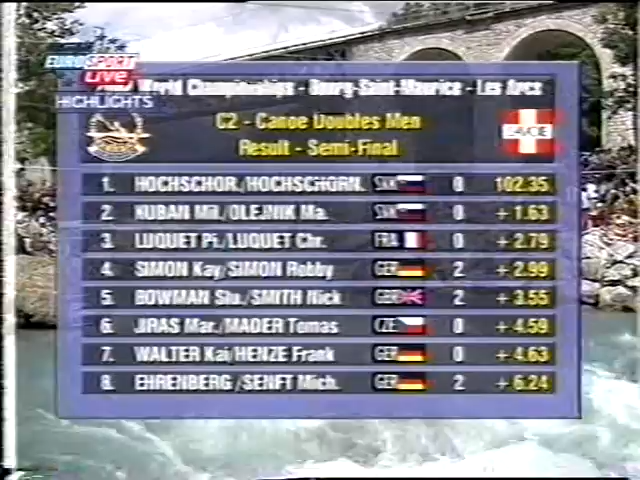 EUROSPORT
LIVE
HIGHLIGHTS
World Championships - Bourg-Saint-Maurice - Les Arcs
C2 - Canoe Doubles Men
Result - Semi-Final
SAVOIE
1. HOCHSCHOR./HOCHSCHORN. SVK 0 102.35
2. KUBAN Mil./OLEJNIK Ma. SVK 0 + 1.63
3. LUQUET Pi./LUQUET Chr. FRA 0 + 2.79
4. SIMON Kay/SIMON Robby GER 2 + 2.99
5. BOWMAN Stu./SMITH Nick GBR 2 + 3.55
6. JIRAS Mar./MADER Tomas CZE 0 + 4.59
7. WALTER Kai/HENZE Frank GER 0 + 4.63
8. EHRENBERG /SENFT Mich. GER 2 + 6.24